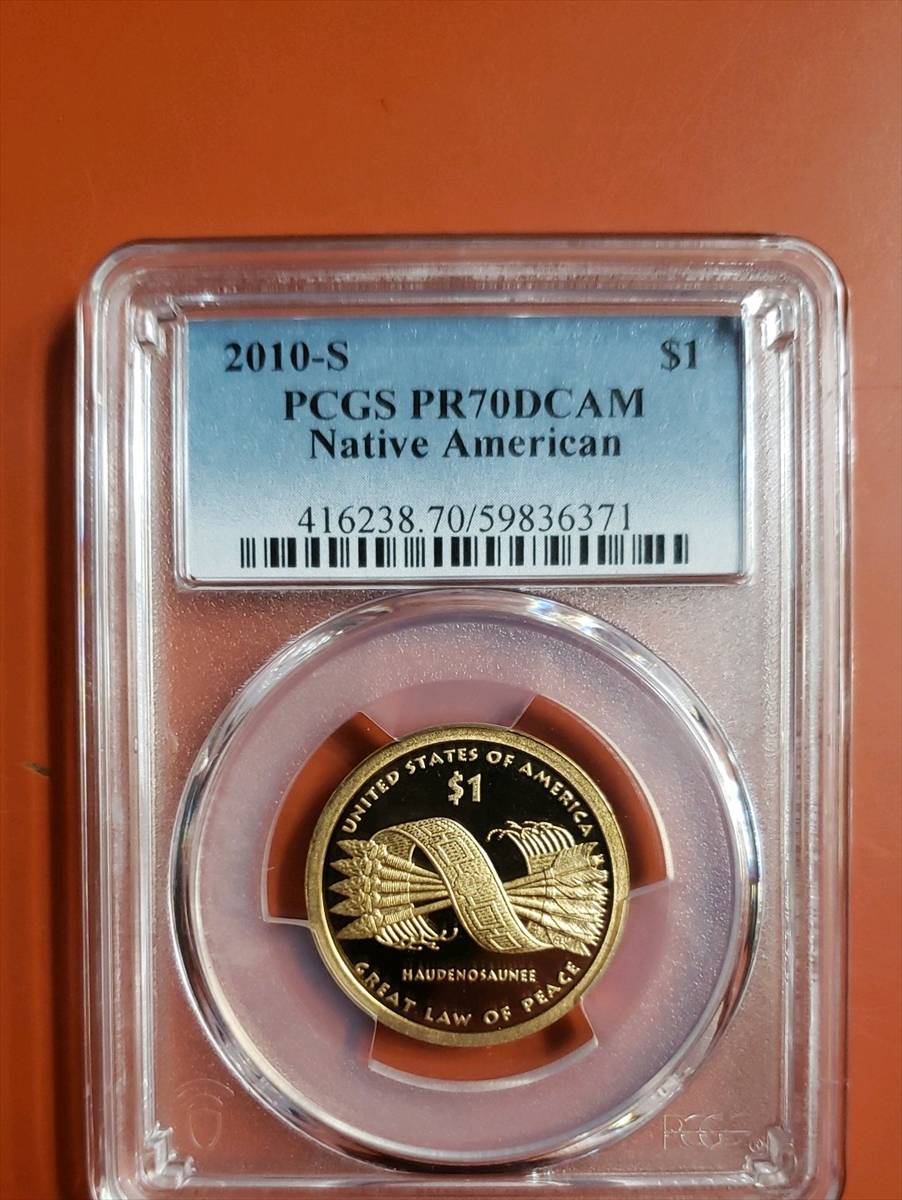 2010-S $1
PCGS PR70DCAM
Native American
416238.70/59836371
UNITED STATES OF AMERICA
$1
HAUDENOSAUNEE
GREAT LAW OF PEACE
PCGS